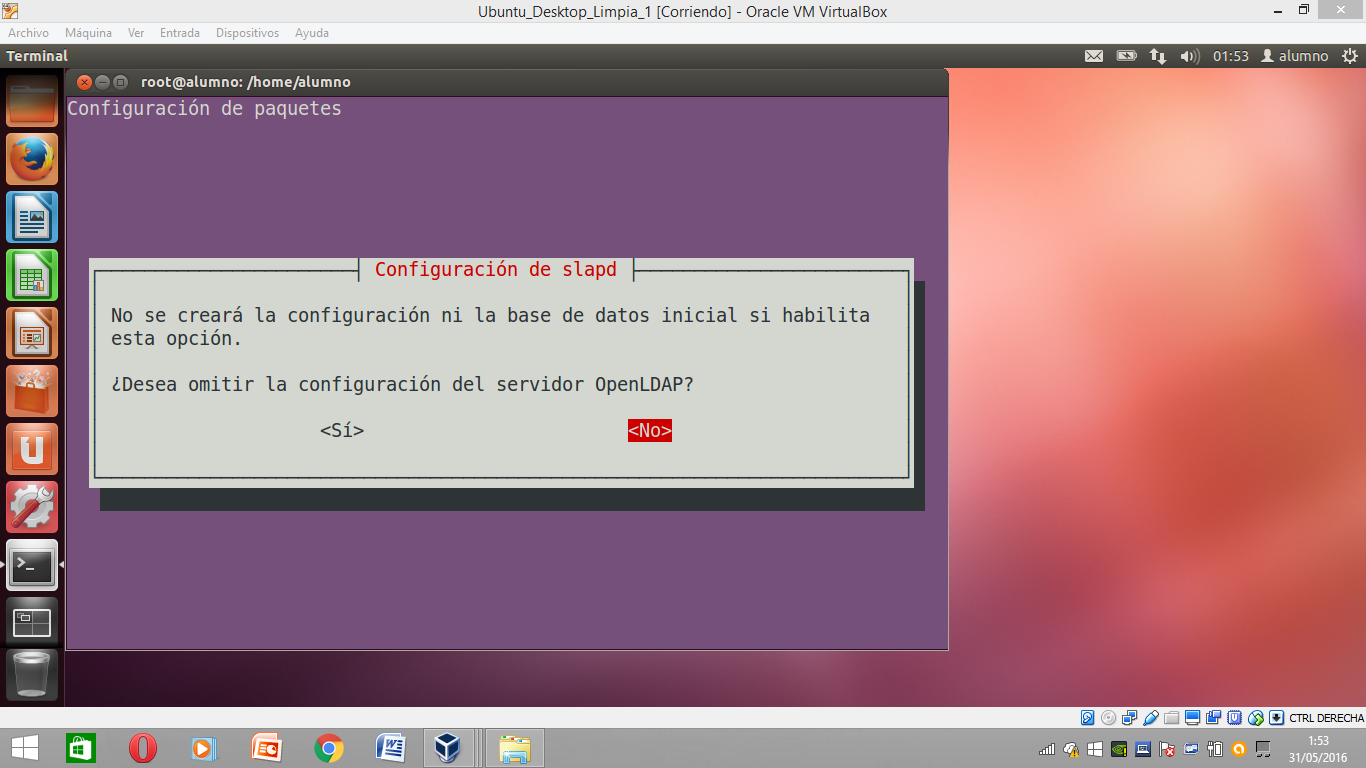 Ubuntu_Desktop_Limpia_1 [Corriendo] - Oracle VM VirtualBox
Archivo Máquina Ver Entrada Dispositivos Ayuda
Terminal 01:53 alumno
root@alumno: /home/alumno
Configuración de paquetes
Configuración de slapd
No se creará la configuración ni la base de datos inicial si habilita
esta opción.
¿Desea omitir la configuración del servidor OpenLDAP?
<Sí> <No>
CTRL DERECHA
1:53
31/05/2016